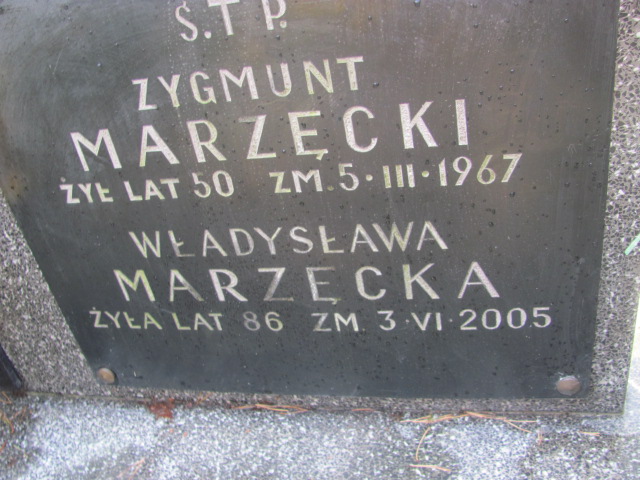 Ś.T P.
ZYGMUNT
MARZĘCKI
ŻYŁ LAT 50 ZM. 5·III·1967
WŁADYSŁAWA
MARZĘCKA
ŻYŁA LAT 86 ZM. 3·VI·2005